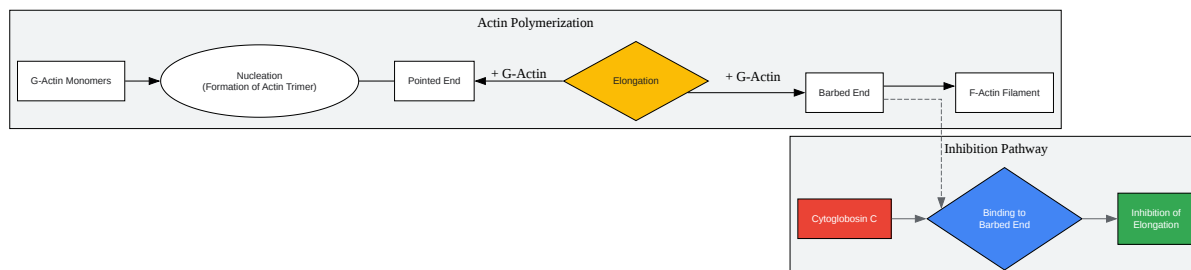 Actin Polymerization
G-Actin Monomers
Nucleation
(Formation of Actin Trimer)
Pointed End
+ G-Actin
Elongation
+ G-Actin
Barbed End
F-Actin Filament
Inhibition Pathway
Cytoglobosin C
Binding to
Barbed End
Inhibition of
Elongation